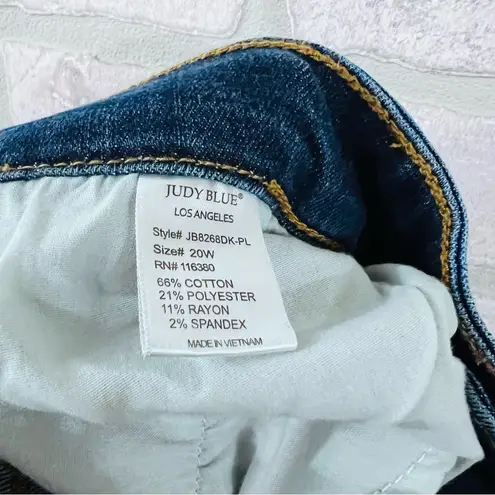 JUDY BLUE®
LOS ANGELES
Style# JB8268DK-PL
Size# 20W
RN# 116380
66% COTTON
21% POLYESTER
11% RAYON
2% SPANDEX
MADE IN VIETNAM